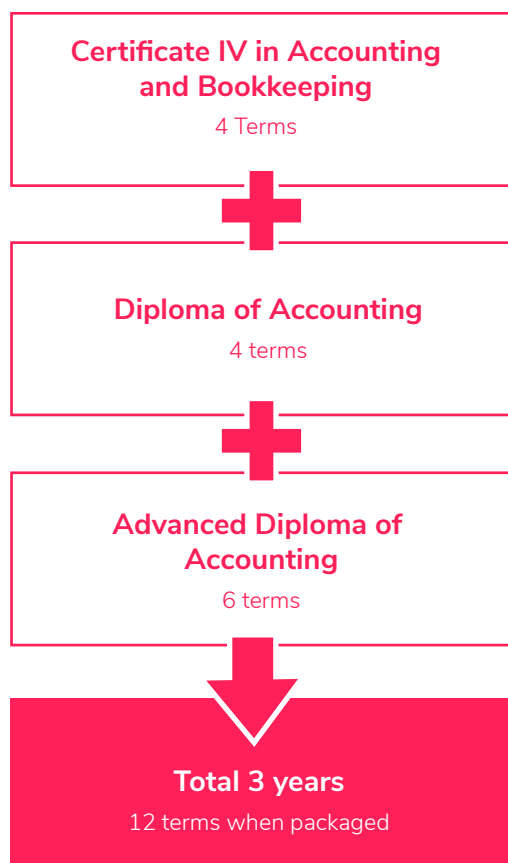 Certificate IV in Accounting
and Bookkeeping
4 Terms
Diploma of Accounting
4 terms
Advanced Diploma of
Accounting
6 terms
Total 3 years
12 terms when packaged